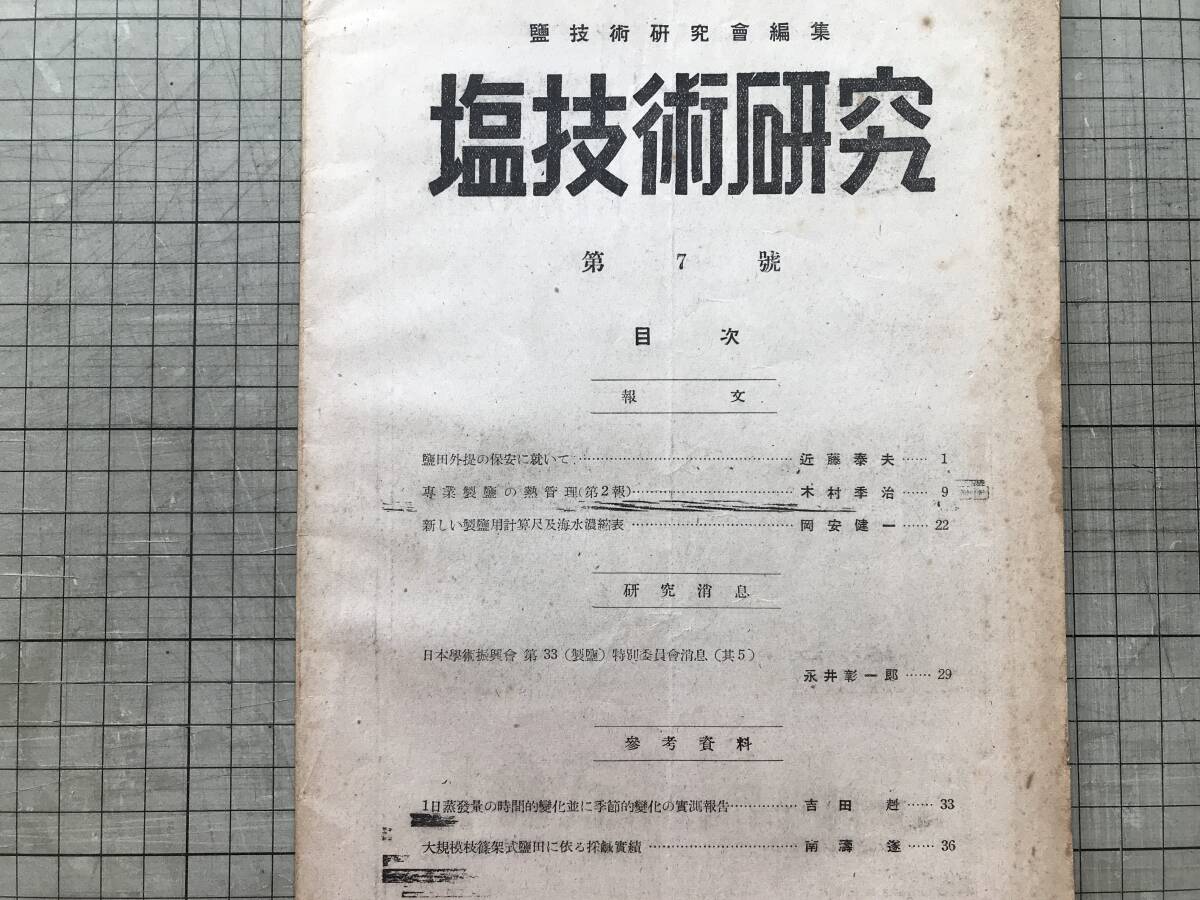 鹽技術研究會編集
塩技術研究
第 7 號
目 次
報 文
鹽田外提の保安に就いて……近藤泰夫……1
專業製鹽の熱管理(第2報)……木村季治……9
新しい製鹽用計算尺及海水濃縮表……岡安健一……22
研究消息
日本學術振興會 第33(製鹽)特別委員會消息(其5)
永井彰一郎……29
參考資料
1日蒸發量の時間的變化並に季節的變化の實測報告……吉田……33
大規模枝篠架式鹽田に依る採鹹實績……南……36